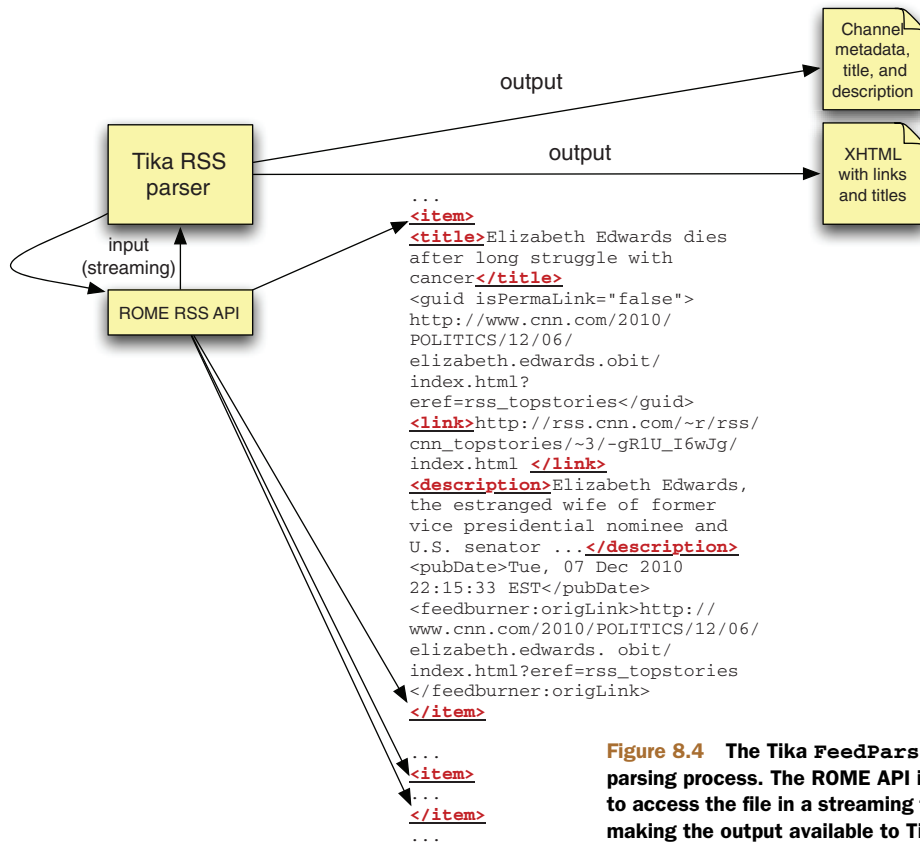 Channel
metadata,
title, and
description
output
output
XHTML
with links
and titles
Tika RSS
parser
input
(streaming)
ROME RSS API
...
<item>
<title>Elizabeth Edwards dies
after long struggle with
cancer</title>
<guid isPermaLink="false">
http://www.cnn.com/2010/
POLITICS/12/06/
elizabeth.edwards.obit/
index.html?
eref=rss_topstories</guid>
<link>http://rss.cnn.com/~r/rss/
cnn_topstories/~3/-gR1U_I6wJg/
index.html </link>
<description>Elizabeth Edwards,
the estranged wife of former
vice presidential nominee and
U.S. senator ...</description>
<pubDate>Tue, 07 Dec 2010
22:15:33 EST</pubDate>
<feedburner:origLink>http://
www.cnn.com/2010/POLITICS/12/06/
elizabeth.edwards. obit/
index.html?eref=rss_topstories
</feedburner:origLink>
</item>
...
<item>
...
</item>
...
Figure 8.4 The Tika FeedPars
parsing process. The ROME API i
to access the file in a streaming
making the output available to Ti